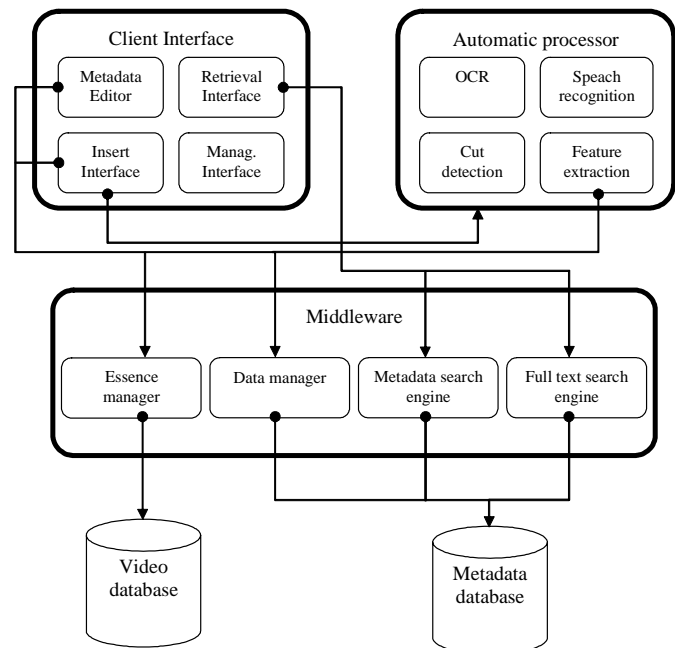 Client Interface
Metadata
Editor
Retrieval
Interface
Insert
Interface
Manag.
Interface
Automatic processor
OCR
Speach
recognition
Cut
detection
Feature
extraction
Middleware
Essence
manager
Data manager
Metadata search
engine
Full text search
engine
Video
database
Metadata
database